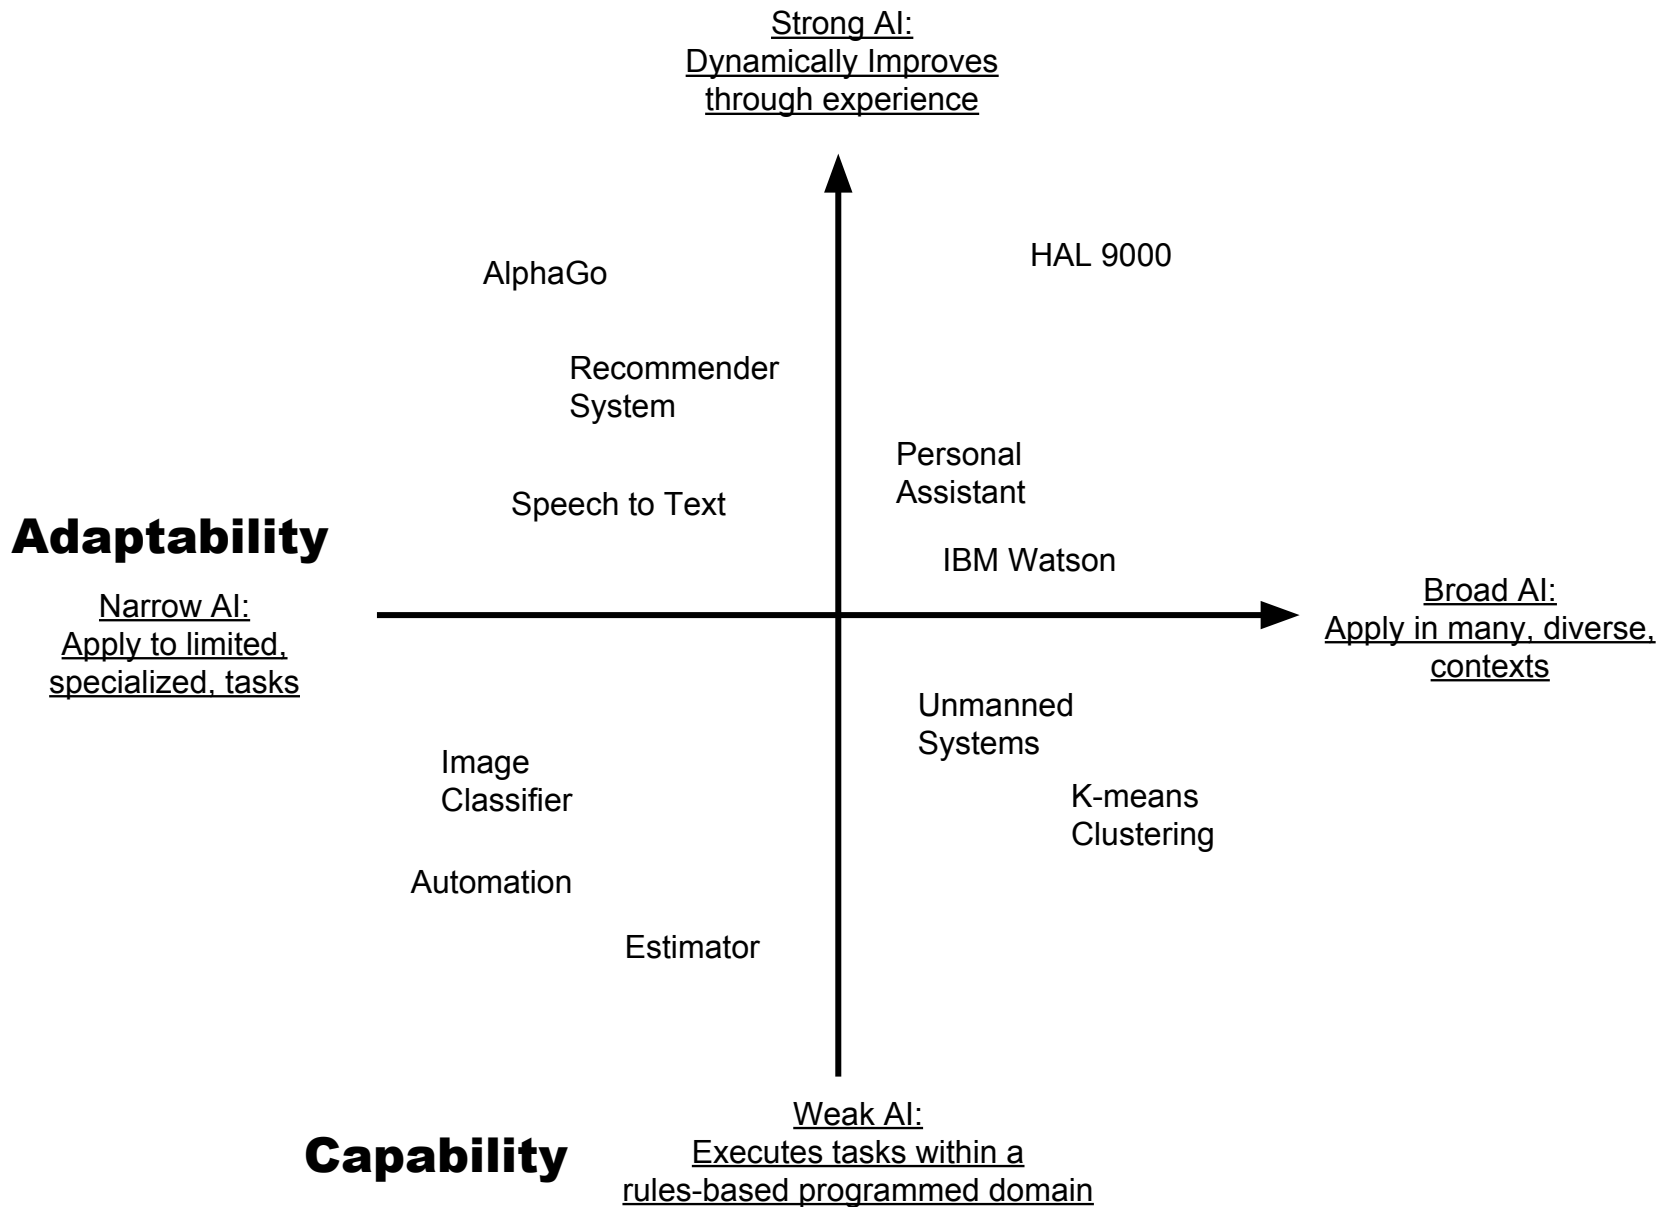 Strong AI:
Dynamically Improves
through experience
HAL 9000
AlphaGo
Recommender
System
Personal
Assistant
Speech to Text
Adaptability
IBM Watson
Narrow AI:
Apply to limited,
specialized, tasks
Broad AI:
Apply in many, diverse,
contexts
Unmanned
Systems
Image
Classifier
K-means
Clustering
Automation
Estimator
Capability
Weak AI:
Executes tasks within a
rules-based programmed domain